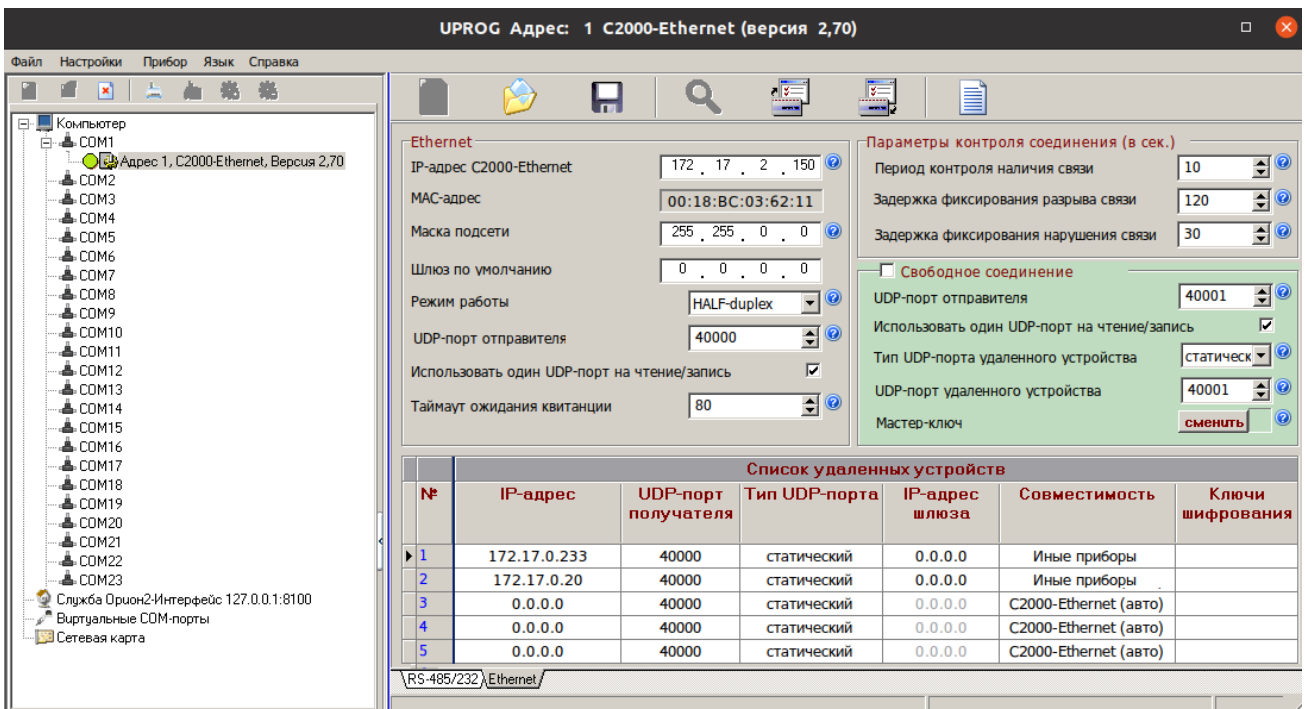 UPROG Адрес: 1 С2000-Ethernet (версия 2,70)
Файл Настройки Прибор Язык Справка
Компьютер
COM1
Адрес 1, С2000-Ethernet, Версия 2,70
COM2
COM3
COM4
COM5
COM6
COM7
COM8
COM9
COM10
COM11
COM12
COM13
COM14
COM15
COM16
COM17
COM18
COM19
COM20
COM21
COM22
COM23
Служба Орион2-Интерфейс 127.0.0.1:8100
Виртуальные COM-порты
Сетевая карта
Ethernet
IP-адрес C2000-Ethernet 172 . 17 . 2 . 150
MAC-адрес 00:18:BC:03:62:11
Маска подсети 255 . 255 . 0 . 0
Шлюз по умолчанию 0 . 0 . 0 . 0
Режим работы HALF-duplex
UDP-порт отправителя 40000
Использовать один UDP-порт на чтение/запись
Таймаут ожидания квитанции 80
Параметры контроля соединения (в сек.)
Период контроля наличия связи 10
Задержка фиксирования разрыва связи 120
Задержка фиксирования нарушения связи 30
Свободное соединение
UDP-порт отправителя 40001
Использовать один UDP-порт на чтение/запись
Тип UDP-порта удаленного устройства статическ
UDP-порт удаленного устройства 40001
Мастер-ключ сменить
Список удаленных устройств
№ IP-адрес UDP-порт получателя Тип UDP-порта IP-адрес шлюза Совместимость Ключи шифрования
1 172.17.0.233 40000 статический 0.0.0.0 Иные приборы
2 172.17.0.20 40000 статический 0.0.0.0 Иные приборы
3 0.0.0.0 40000 статический 0.0.0.0 C2000-Ethernet (авто)
4 0.0.0.0 40000 статический 0.0.0.0 C2000-Ethernet (авто)
5 0.0.0.0 40000 статический 0.0.0.0 C2000-Ethernet (авто)
RS-485/232 Ethernet